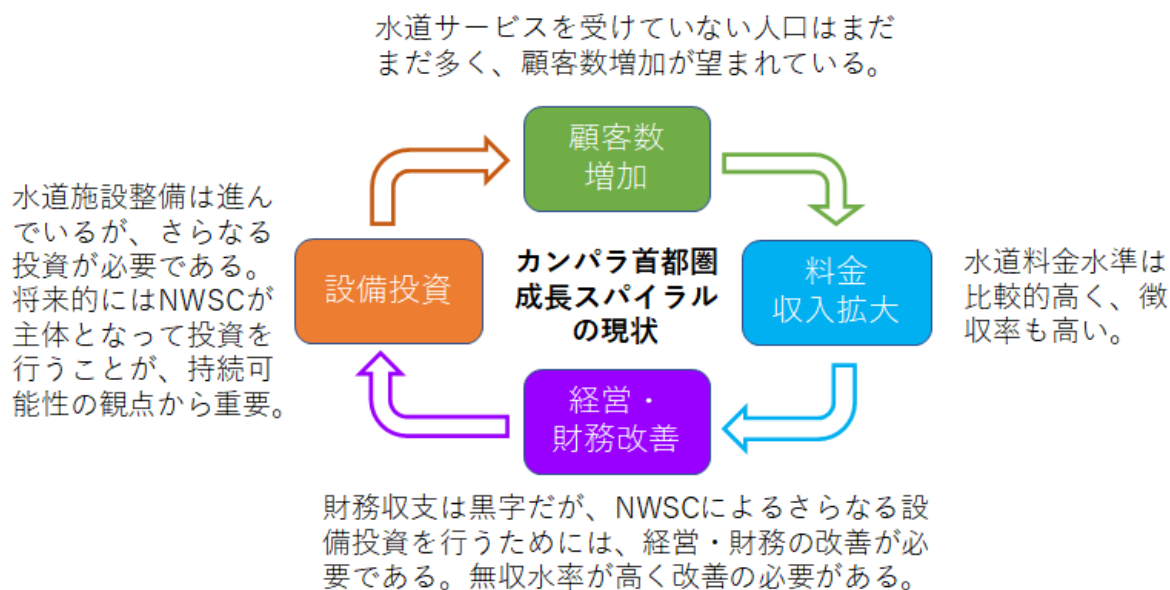 水道サービスを受けていない人口はまだ
まだ多く、顧客数増加が望まれている。
顧客数
増加
水道施設整備は進ん
でいるが、さらなる
投資が必要である。
将来的にはNWSCが
主体となって投資を
行うことが、持続可
能性の観点から重要。
設備投資
カンパラ首都圏
成長スパイラル
の現状
料金
収入拡大
水道料金水準は
比較的高く、徴
収率も高い。
経営・
財務改善
財務収支は黒字だが、NWSCによるさらなる設
備投資を行うためには、経営・財務の改善が必
要である。無収水率が高く改善の必要がある。